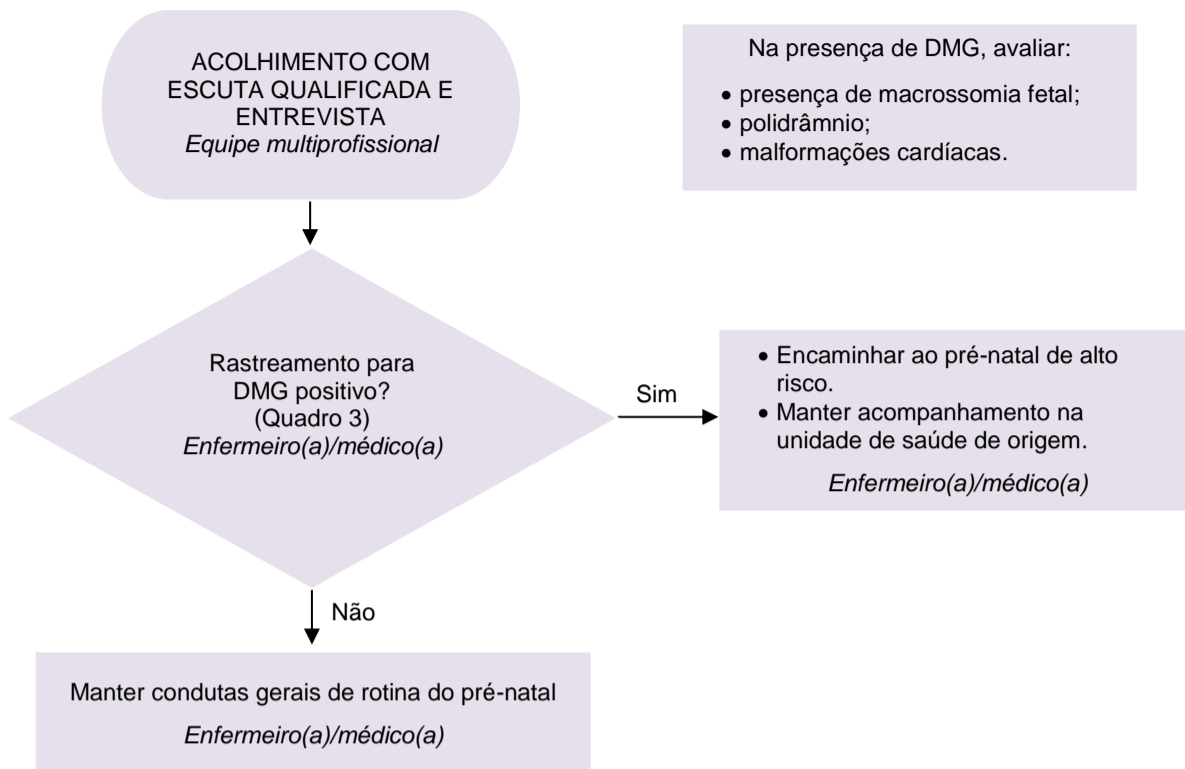 ACOLHIMENTO COM
ESCUTA QUALIFICADA E
ENTREVISTA
Equipe multiprofissional
Na presença de DMG, avaliar:
• presença de macrossomia fetal;
• polidrâmnio;
• malformações cardíacas.
Rastreamento para
DMG positivo?
(Quadro 3)
Enfermeiro(a)/médico(a)
Sim
• Encaminhar ao pré-natal de alto
risco.
• Manter acompanhamento na
unidade de saúde de origem.
Enfermeiro(a)/médico(a)
Não
Manter condutas gerais de rotina do pré-natal
Enfermeiro(a)/médico(a)